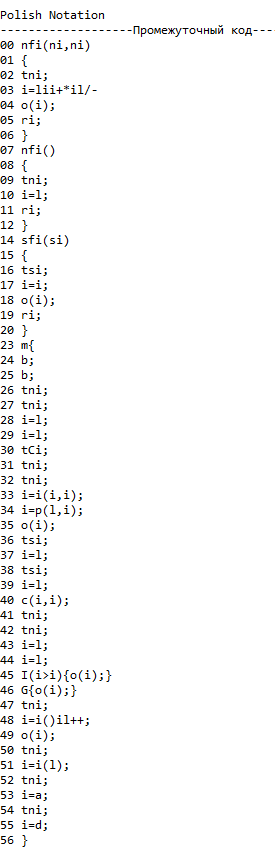 Polish Notation
--------------------Промежуточный код---
00 nfi(ni,ni)
01 {
02 tni;
03 i=lii+*il/-
04 o(i);
05 ri;
06 }
07 nfi()
08 {
09 tni;
10 i=l;
11 ri;
12 }
14 sfi(si)
15 {
16 tsi;
17 i=i;
18 o(i);
19 ri;
20 }
23 m{
24 b;
25 b;
26 tni;
27 tni;
28 i=l;
29 i=l;
30 tCi;
31 tni;
32 tni;
33 i=i(i,i);
34 i=p(l,i);
35 o(i);
36 tsi;
37 i=l;
38 tsi;
39 i=l;
40 c(i,i);
41 tni;
42 tni;
43 i=l;
44 i=l;
45 I(i>i){o(i);}
46 G{o(i);}
47 tni;
48 i=i()il++;
49 o(i);
50 tni;
51 i=i(l);
52 tni;
53 i=a;
54 tni;
55 i=d;
56 }